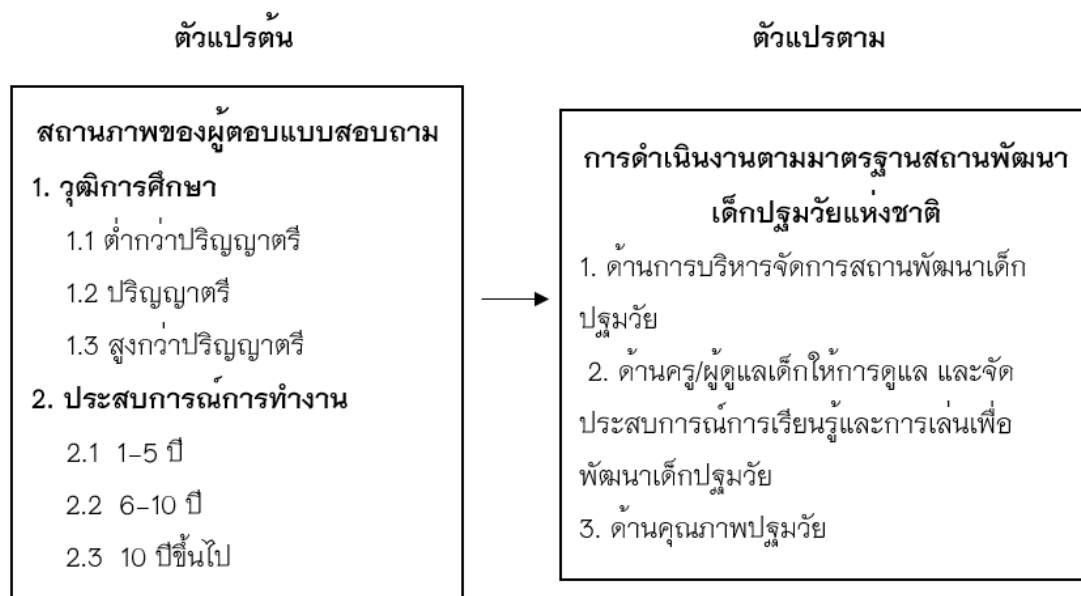 ตัวแปรต้น
ตัวแปรตาม
สถานภาพของผู้ตอบแบบสอบถาม
1. วุฒิการศึกษา
1.1 ต่ำกว่าปริญญาตรี
1.2 ปริญญาตรี
1.3 สูงกว่าปริญญาตรี
2. ประสบการณ์การทำงาน
2.1 1–5 ปี
2.2 6–10 ปี
2.3 10 ปีขึ้นไป
การดำเนินงานตามมาตรฐานสถานพัฒนา
เด็กปฐมวัยแห่งชาติ
1. ด้านการบริหารจัดการสถานพัฒนาเด็ก
ปฐมวัย
2. ด้านครู/ผู้ดูแลเด็กให้การดูแล และจัด
ประสบการณ์การเรียนรู้และการเล่นเพื่อ
พัฒนาเด็กปฐมวัย
3. ด้านคุณภาพปฐมวัย